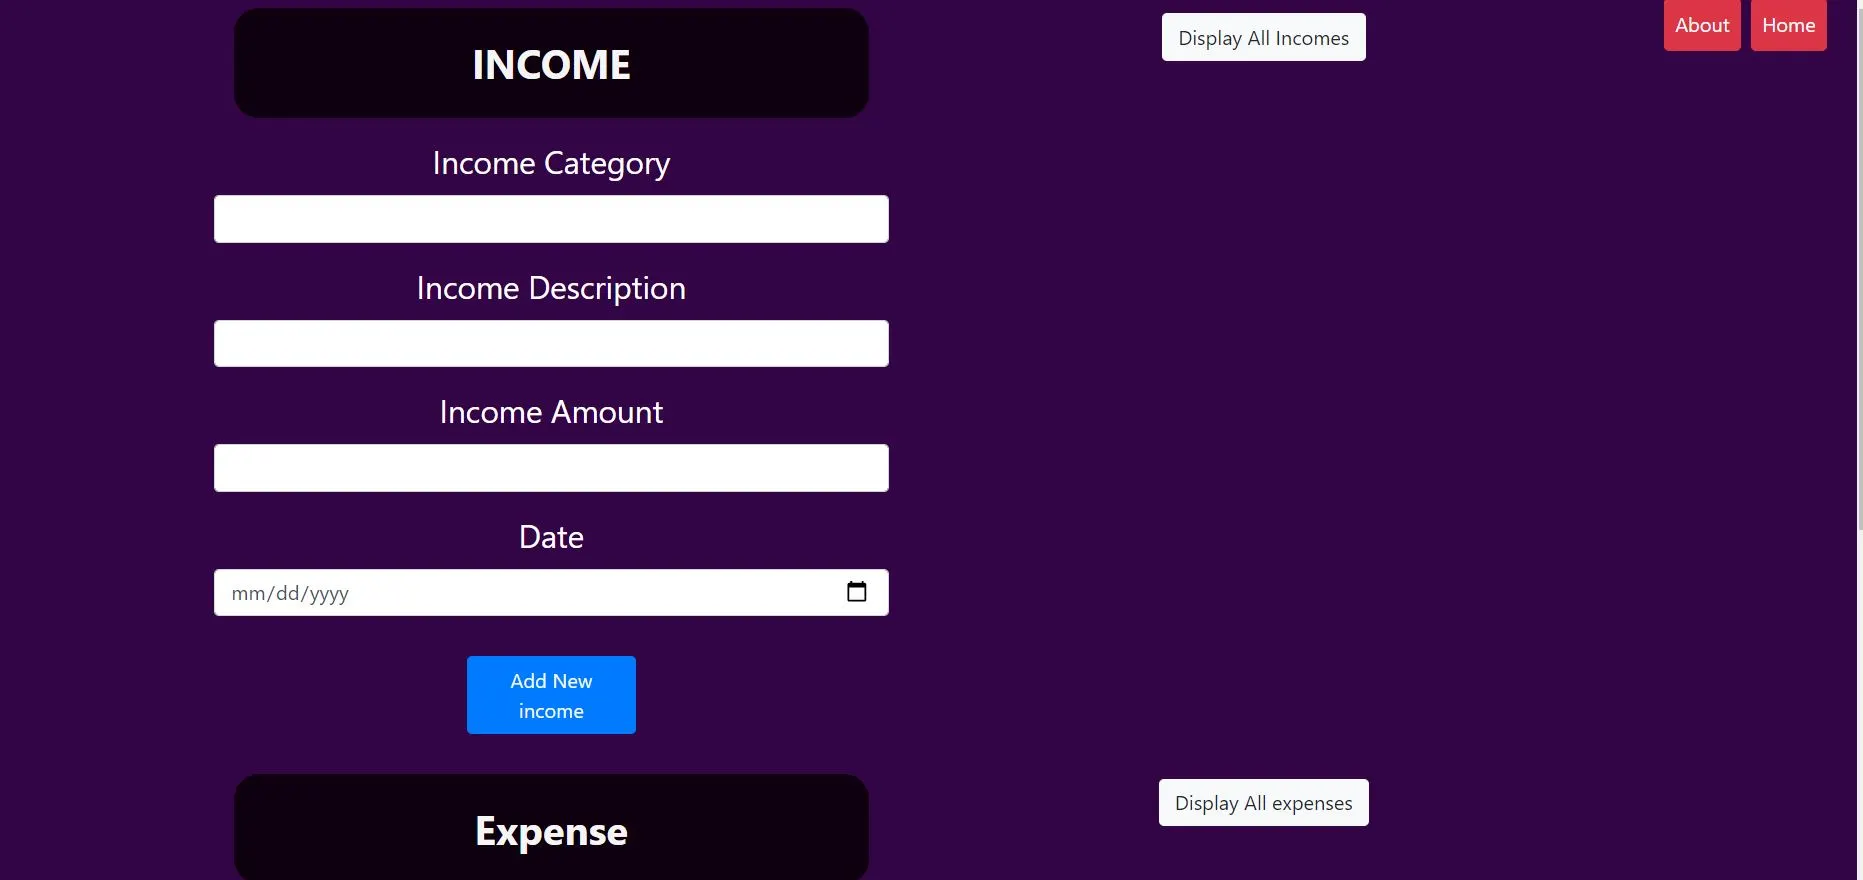 INCOME
Display All Incomes
About
Home
Income Category
Income Description
Income Amount
Date
mm/dd/yyyy
Add New
income
Expense
Display All expenses